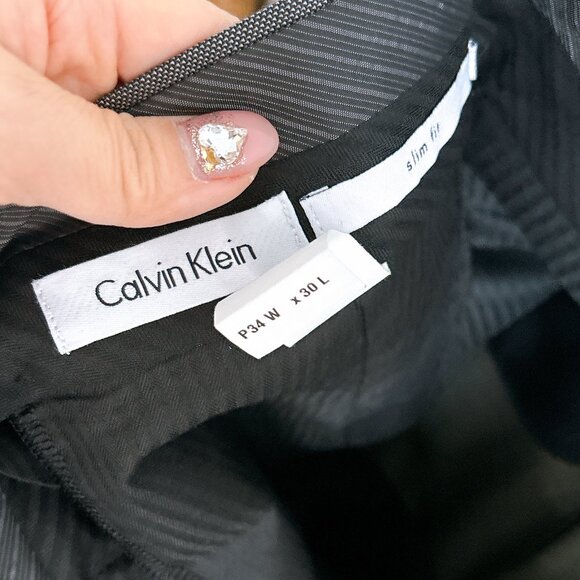 Calvin Klein
slim fit
P34 W x 30 L